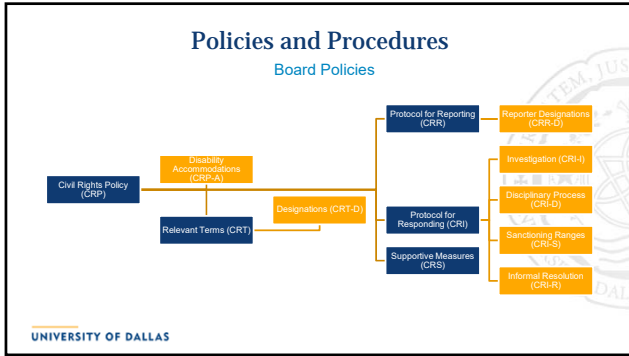 Policies and Procedures
Board Policies
Civil Rights Policy
(CRP)
Disability
Accommodations
(CRP-A)
Relevant Terms (CRT)
Designations (CRT-D)
Protocol for Reporting
(CRR)
Reporter Designations
(CRR-D)
Protocol for
Responding (CRI)
Investigation (CRI-I)
Disciplinary Process
(CRI-D)
Sanctioning Ranges
(CRI-S)
Informal Resolution
(CRI-R)
Supportive Measures
(CRS)
UNIVERSITY OF DALLAS